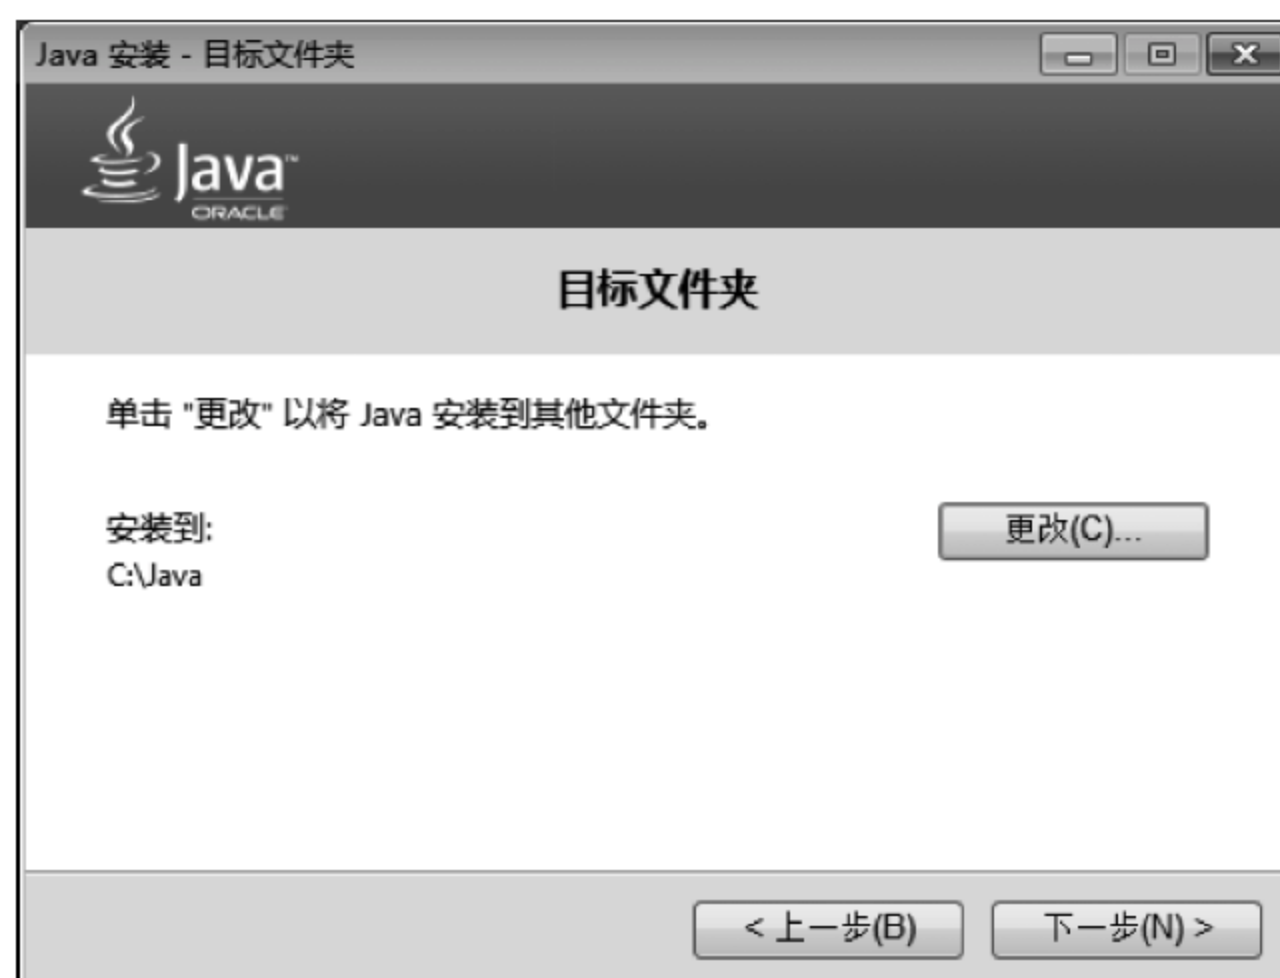 Java 安装 - 目标文件夹
Java™
ORACLE
目标文件夹
单击 "更改" 以将 Java 安装到其他文件夹。
安装到:
更改(C)...
C:\Java
< 上一步(B)
下一步(N) >